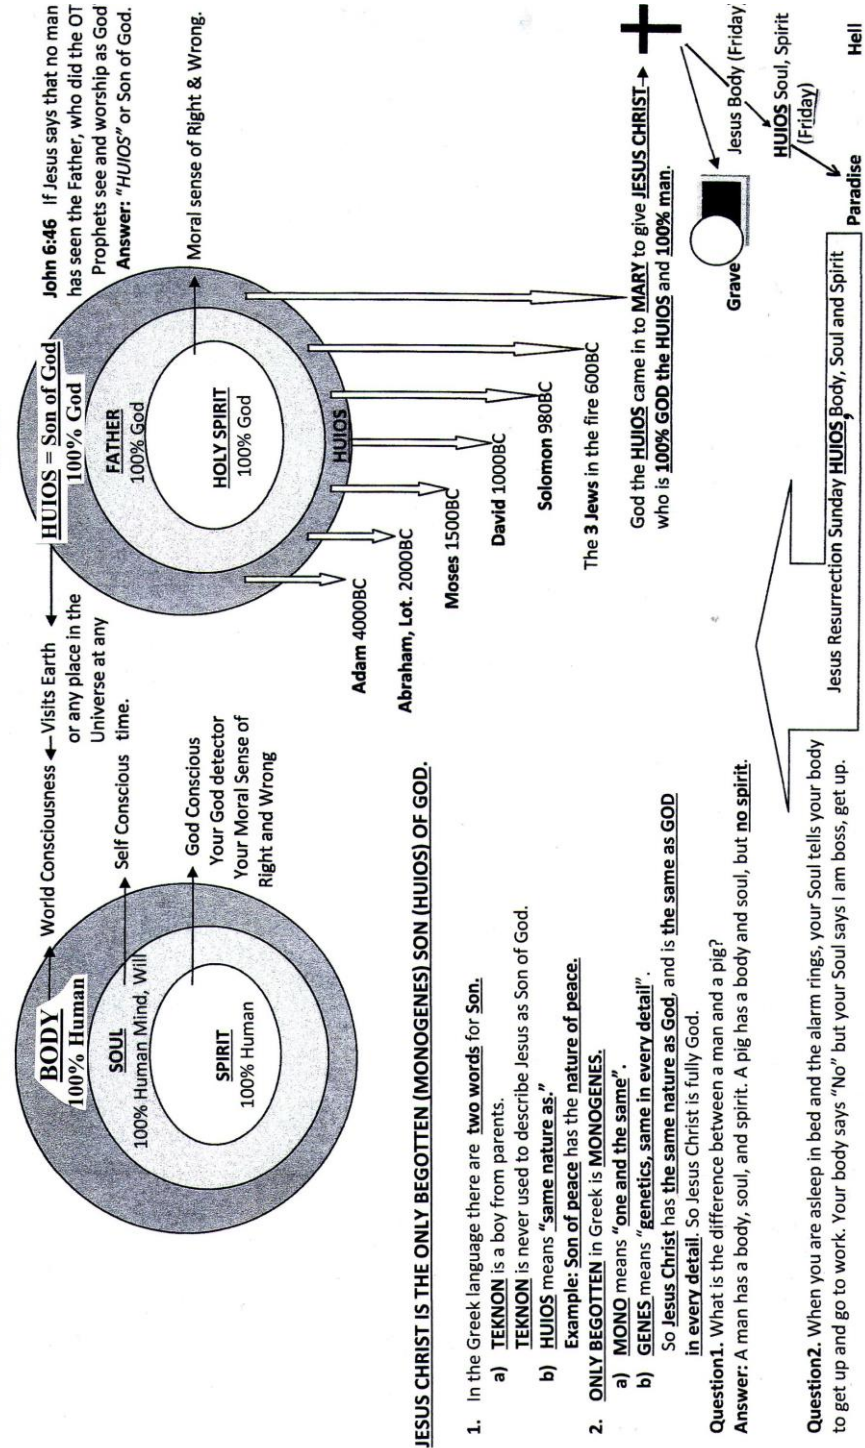 BODY
100% Human
SOUL
100% Human Mind, Will
SPIRIT
100% Human
World Consciousness
Self Conscious
God Conscious
Your God detector
Your Moral Sense of
Right and Wrong
Visits Earth
or any place in the
Universe at any
time.
HUIOS = Son of God
100% God
FATHER
100% God
HOLY SPIRIT
100% God
HUIOS
John 6:46 If Jesus says that no man
has seen the Father, who did the OT
Prophets see and worship as God
Answer: "HUIOS" or Son of God.
Moral sense of Right & Wrong.
Adam 4000BC
Abraham, Lot. 2000BC
Moses 1500BC
David 1000BC
Solomon 980BC
The 3 Jews in the fire 600BC
God the HUIOS came in to MARY to give JESUS CHRIST
who is 100% GOD the HUIOS and 100% man.
Grave
Jesus Body (Friday)
HUIOS Soul, Spirit
(Friday)
Paradise
Hell
Jesus Resurrection Sunday HUIOS Body, Soul and Spirit
JESUS CHRIST IS THE ONLY BEGOTTEN (MONOGENES) SON (HUIOS) OF GOD.
1. In the Greek language there are two words for Son.
a) TEKNON is a boy from parents.
TEKNON is never used to describe Jesus as Son of God.
b) HUIOS means "same nature as."
Example: Son of peace has the nature of peace.
2. ONLY BEGOTTEN in Greek is MONOGENES.
a) MONO means "one and the same".
b) GENES means "genetics, same in every detail".
So Jesus Christ has the same nature as God, and is the same as GOD
in every detail. So Jesus Christ is fully God.
Question1. What is the difference between a man and a pig?
Answer: A man has a body, soul, and spirit. A pig has a body and soul, but no spirit.
Question2. When you are asleep in bed and the alarm rings, your Soul tells your body
to get up and go to work. Your body says "No" but your Soul says I am boss, get up.